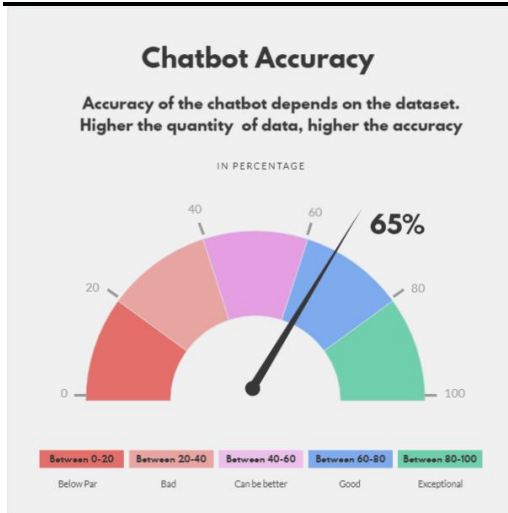 Chatbot Accuracy
Accuracy of the chatbot depends on the dataset.
Higher the quantity of data, higher the accuracy
IN PERCENTAGE
40
60
65%
20
80
0
100
Between 0-20 Between 20-40 Between 40-60 Between 60-80 Between 80-100
Below Par Bad Can be better Good Exceptional